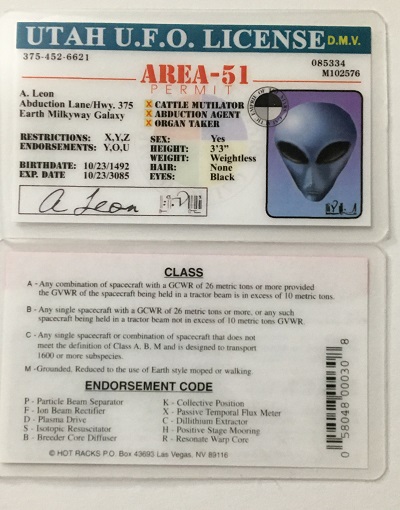 UTAH U.F.O. LICENSE D.M.V.
375-452-6621
085334
M102576
AREA-51
PERMIT
A. Leon
Abduction Lane/Hwy. 375
Earth Milkyway Galaxy
X CATTLE MUTILATOR
X ABDUCTION AGENT
X ORGAN TAKER
RESTRICTIONS: X,Y,Z
ENDORSEMENTS: Y,O,U
BIRTHDATE: 10/23/1492
EXP. DATE 10/23/3085
SEX: Yes
HEIGHT: 3'3"
WEIGHT: Weightless
HAIR: None
EYES: Black
A Leon
CLASS
A - Any combination of spacecraft with a GCWR of 26 metric tons or more provided
the GVWR of the spacecraft being held in a tractor beam is in excess of 10 metric tons.
B - Any single spacecraft with a GCWR of 26 metric tons or more, or any such
spacecraft being held in a tractor beam not in excess of 10 metric tons GVWR.
C - Any single spacecraft or combination of spacecraft that does not
meet the definition of Class A, B, M and is designed to transport
1600 or more subspecies.
M -Grounded. Reduced to the use of Earth style moped or walking.
ENDORSEMENT CODE
P - Particle Beam Separator
F - Ion Beam Rectifier
D - Plasma Drive
S - Isotopic Resuscitator
B - Breeder Core Diffuser
K - Collective Position
X - Passive Temporal Flux Meter
C - Dillithium Extractor
H - Positive Stage Mooring
R - Resonate Warp Core
© HOT RACKS P.O. Box 43693 Las Vegas, NV 89116
0 58048 00030 8